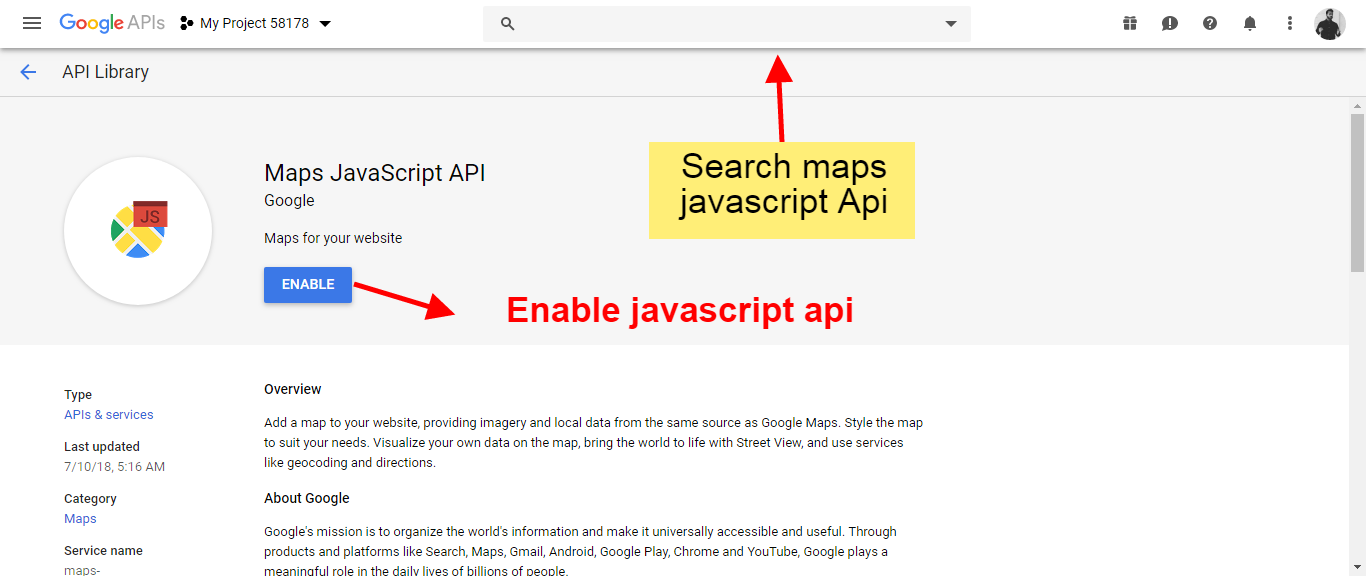 Google APIs My Project 58178
API Library
Maps JavaScript API
Google
Maps for your website
ENABLE
JS
Search maps
javascript Api
Enable javascript api
Type
APIs & services
Last updated
7/10/18, 5:16 AM
Category
Maps
Service name
maps-
Overview
Add a map to your website, providing imagery and local data from the same source as Google Maps. Style the map
to suit your needs. Visualize your own data on the map, bring the world to life with Street View, and use services
like geocoding and directions.
About Google
Google's mission is to organize the world's information and make it universally accessible and useful. Through
products and platforms like Search, Maps, Gmail, Android, Google Play, Chrome and YouTube, Google plays a
meaningful role in the daily lives of billions of people.